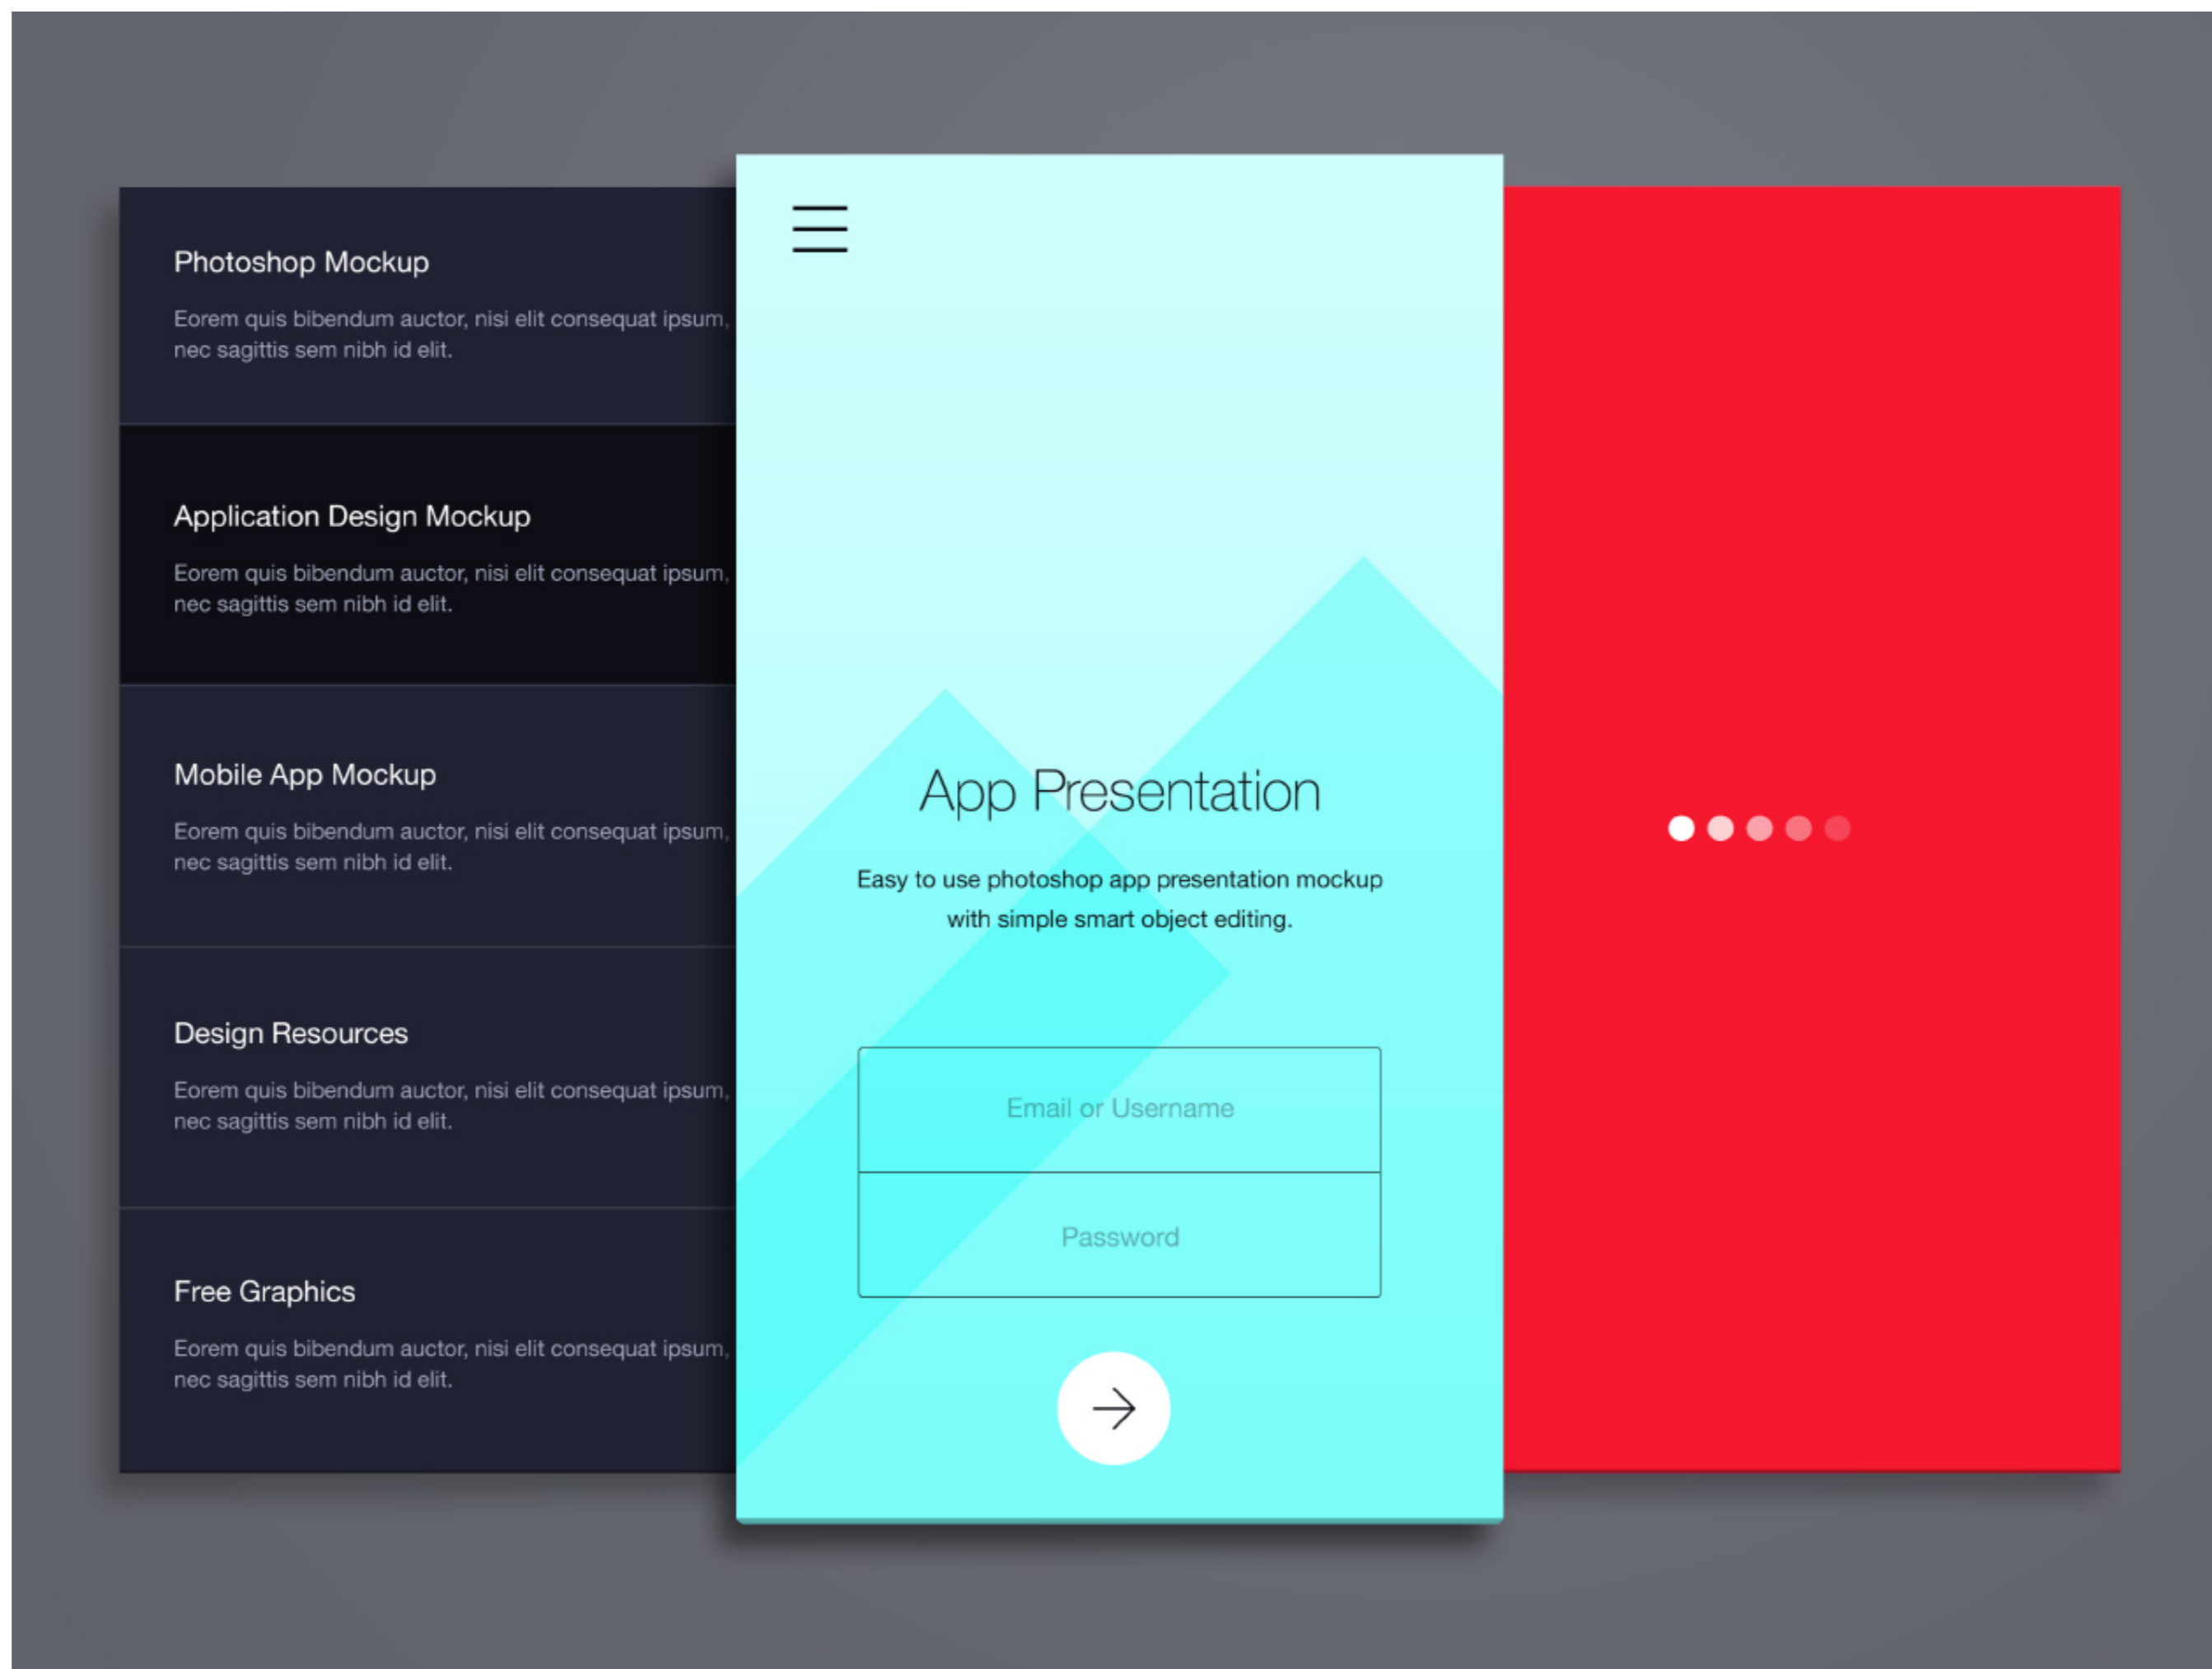 Photoshop Mockup
Eorem quis bibendum auctor, nisi elit consequat ipsum,
nec sagittis sem nibh id elit.
Application Design Mockup
Eorem quis bibendum auctor, nisi elit consequat ipsum,
nec sagittis sem nibh id elit.
Mobile App Mockup
Eorem quis bibendum auctor, nisi elit consequat ipsum,
nec sagittis sem nibh id elit.
Design Resources
Eorem quis bibendum auctor, nisi elit consequat ipsum,
nec sagittis sem nibh id elit.
Free Graphics
Eorem quis bibendum auctor, nisi elit consequat ipsum,
nec sagittis sem nibh id elit.
App Presentation
Easy to use photoshop app presentation mockup
with simple smart object editing.
Email or Username
Password